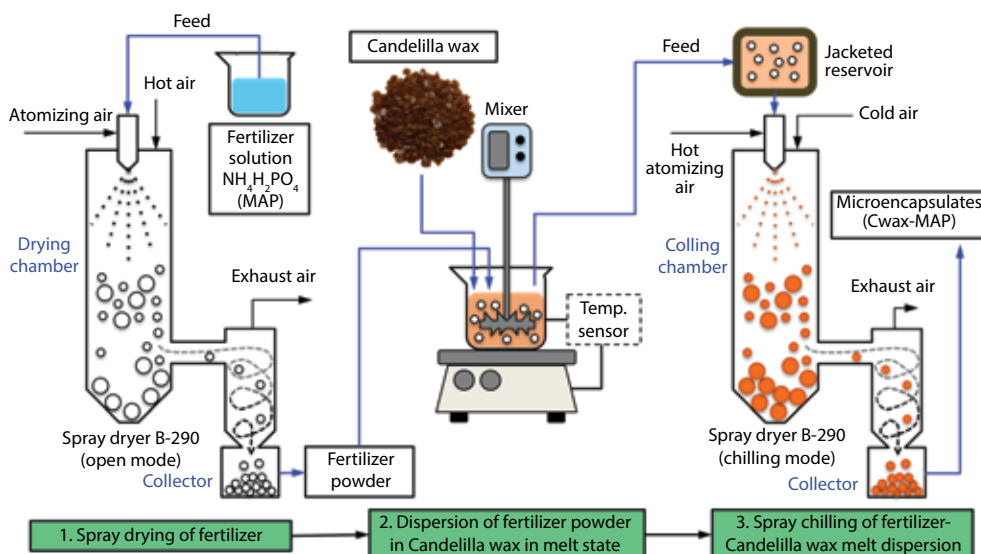 Feed
Hot air
Atomizing air
Fertilizer
solution
NH₄H₂PO₄
(MAP)
Drying
chamber
Exhaust air
Spray dryer B-290
(open mode)
Collector
Fertilizer
powder
Candelilla wax
Mixer
Temp.
sensor
Feed
Jacketed
reservoir
Cold air
Hot
atomizing
air
Microencapsulates
(Cwax-MAP)
Colling
chamber
Exhaust air
Spray dryer B-290
(chilling mode)
Collector
1. Spray drying of fertilizer
2. Dispersion of fertilizer powder
in Candelilla wax in melt state
3. Spray chilling of fertilizer-
Candelilla wax melt dispersion